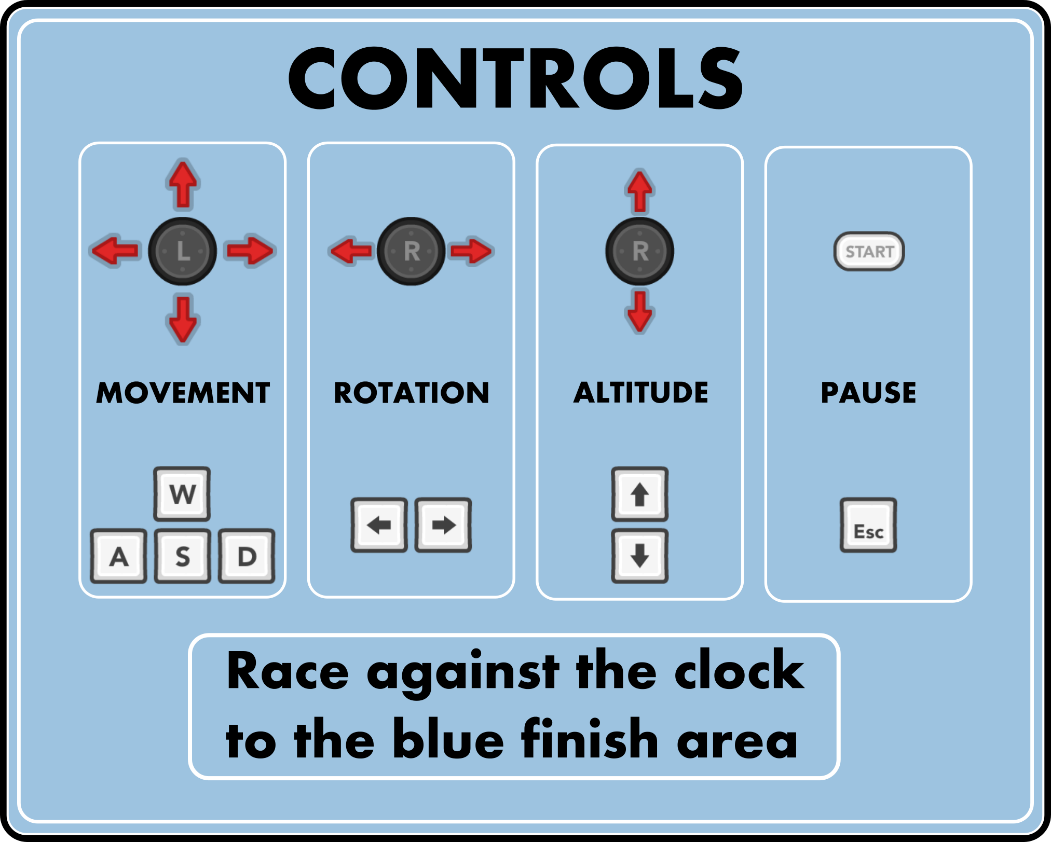 CONTROLS
L
R
R
START
MOVEMENT
ROTATION
ALTITUDE
PAUSE
W
A S D
Esc
Race against the clock
to the blue finish area